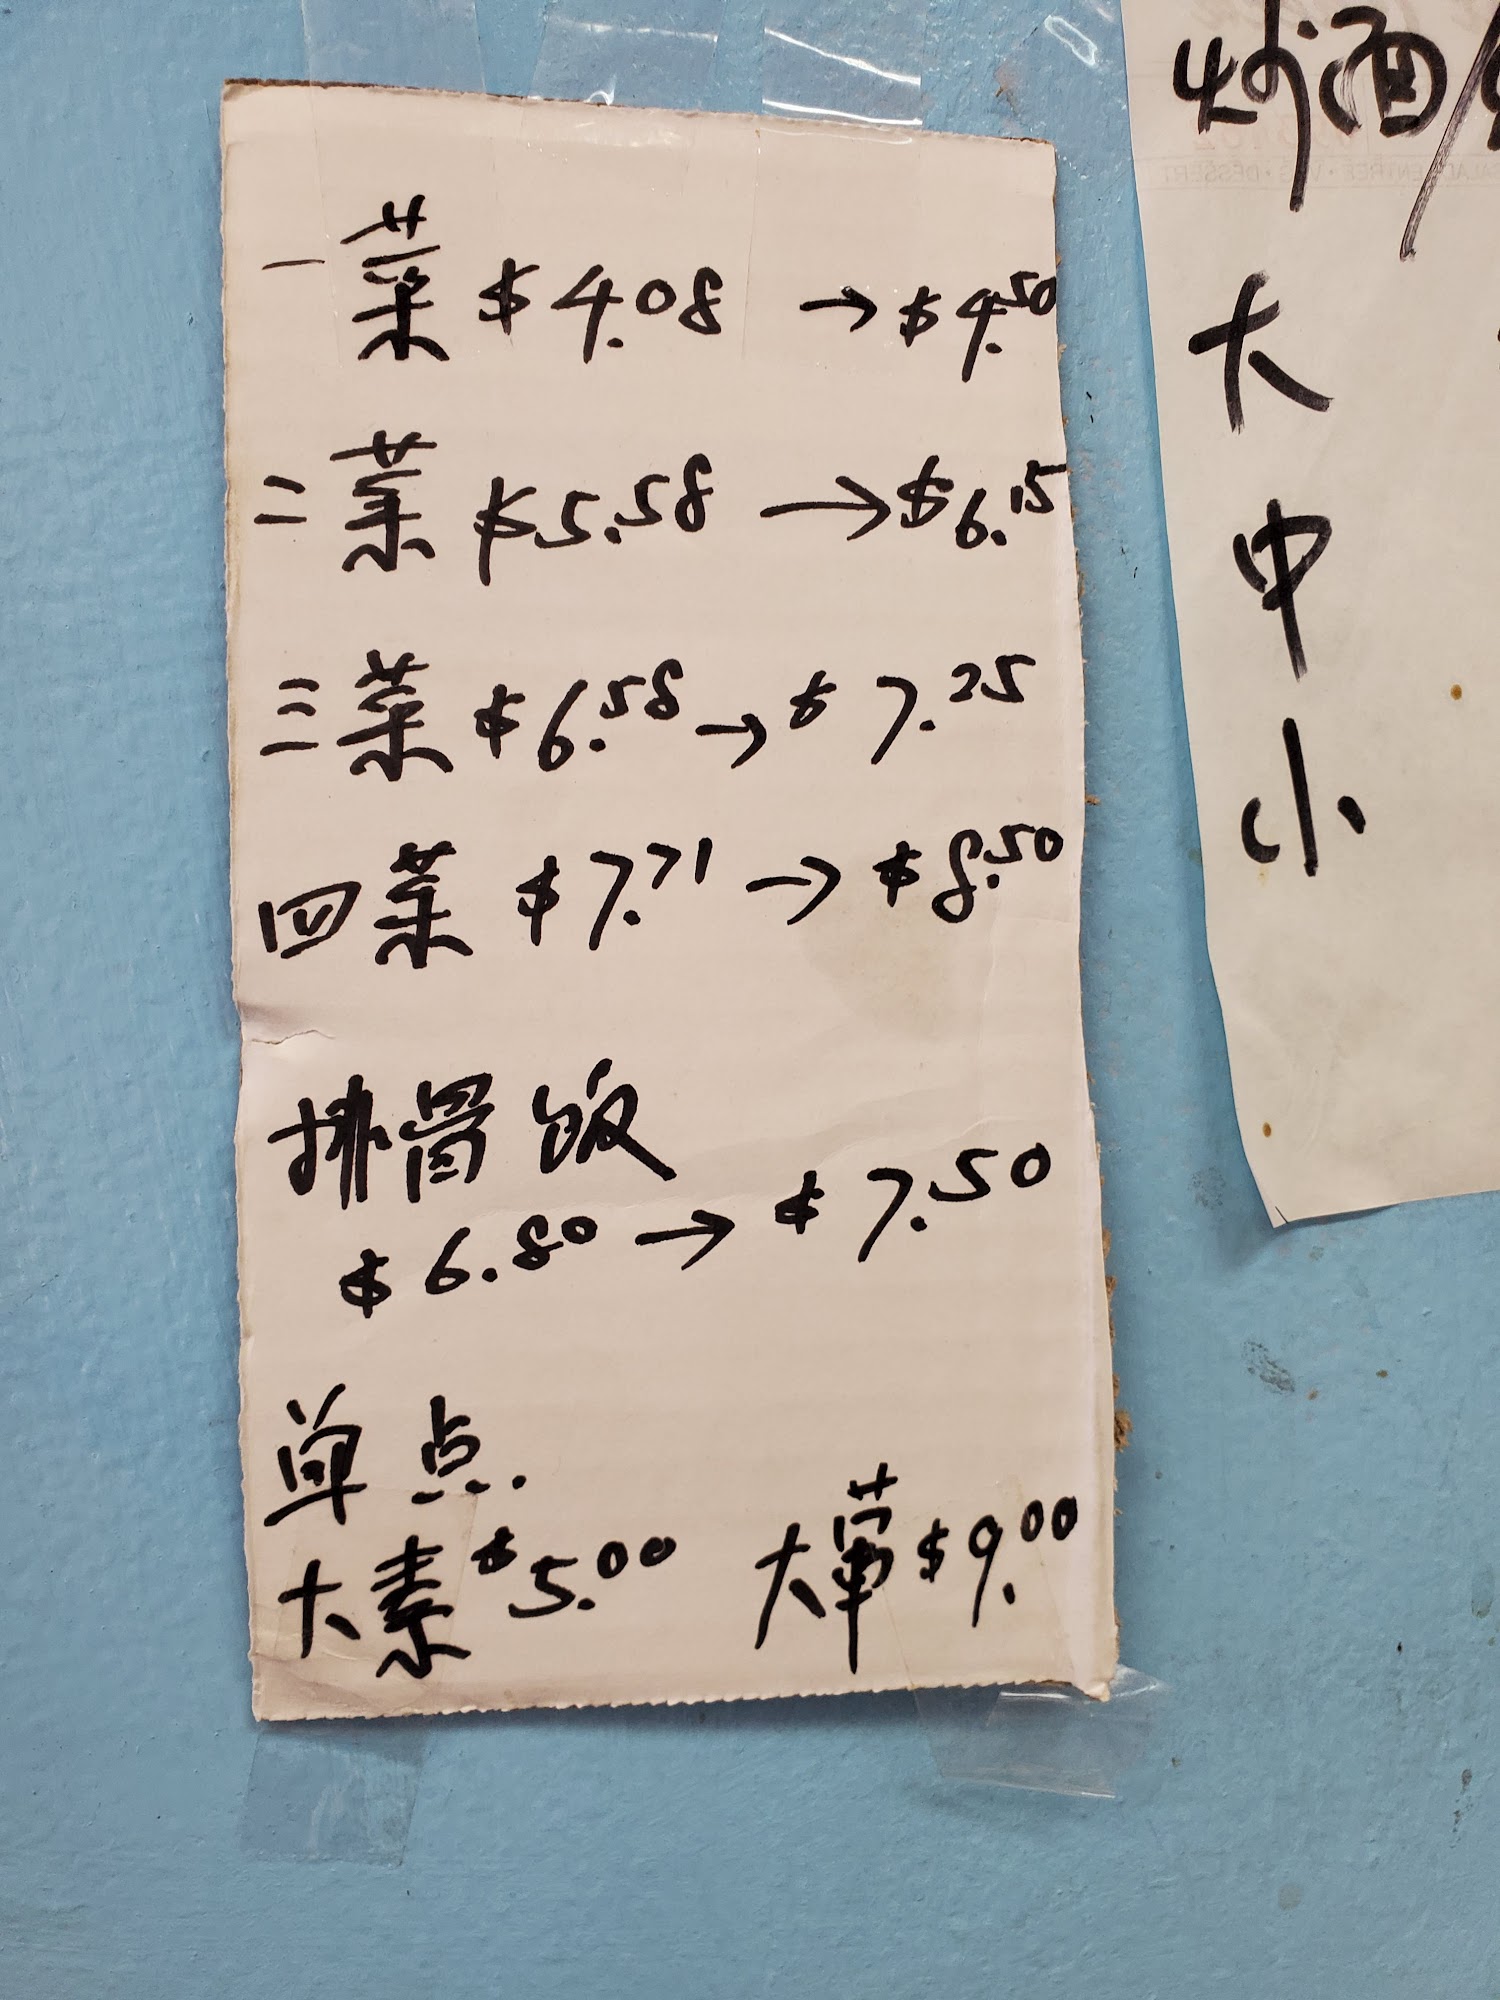 一菜 $4.08 → $4.50
二菜 $5.58 → $6.15
三菜 $6.58 → $7.25
四菜 $7.71 → $8.50
排骨饭
$6.80 → $7.50
单点.
大素 $5.00 大荤 $9.00
炒酒/
大
中
小